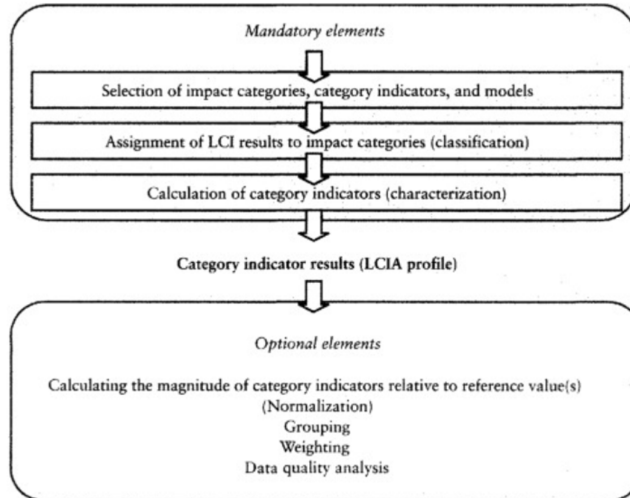 Mandatory elements
Selection of impact categories, category indicators, and models
Assignment of LCI results to impact categories (classification)
Calculation of category indicators (characterization)
Category indicator results (LCIA profile)
Optional elements
Calculating the magnitude of category indicators relative to reference value(s)
(Normalization)
Grouping
Weighting
Data quality analysis